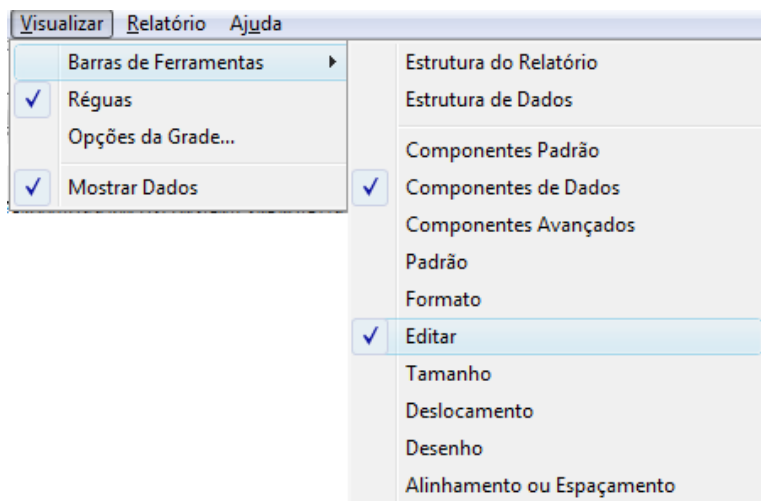 Visualizar Relatório Ajuda
Barras de Ferramentas
Réguas
Opções da Grade...
Mostrar Dados
Estrutura do Relatório
Estrutura de Dados
Componentes Padrão
Componentes de Dados
Componentes Avançados
Padrão
Formato
Editar
Tamanho
Deslocamento
Desenho
Alinhamento ou Espaçamento